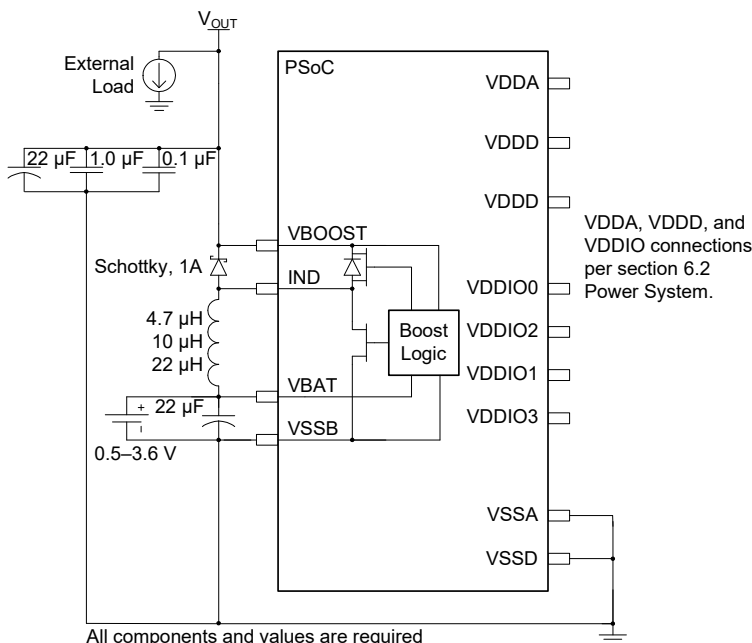 VOUT
External
Load
PSoC
VDDA
VDDD
VDDD
22 µF 1.0 µF 0.1 µF
VDDA, VDDD, and
VDDIO connections
per section 6.2
Power System.
VBOOST
Schottky, 1A
IND
VDDIO0
4.7 µH
10 µH
22 µH
Boost
Logic
VDDIO2
VDDIO1
VBAT
+ 22 µF
-
VDDIO3
VSSB
0.5–3.6 V
VSSA
VSSD
All components and values are required